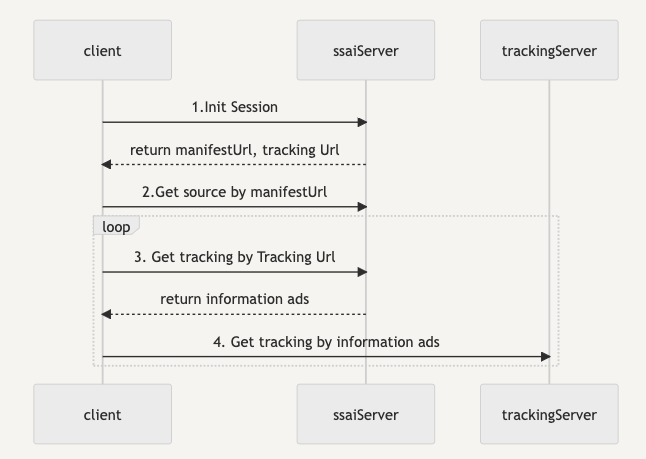 client
ssaiServer
trackingServer
1.Init Session
return manifestUrl, tracking Url
2.Get source by manifestUrl
loop
3. Get tracking by Tracking Url
return information ads
4. Get tracking by information ads
client
ssaiServer
trackingServer